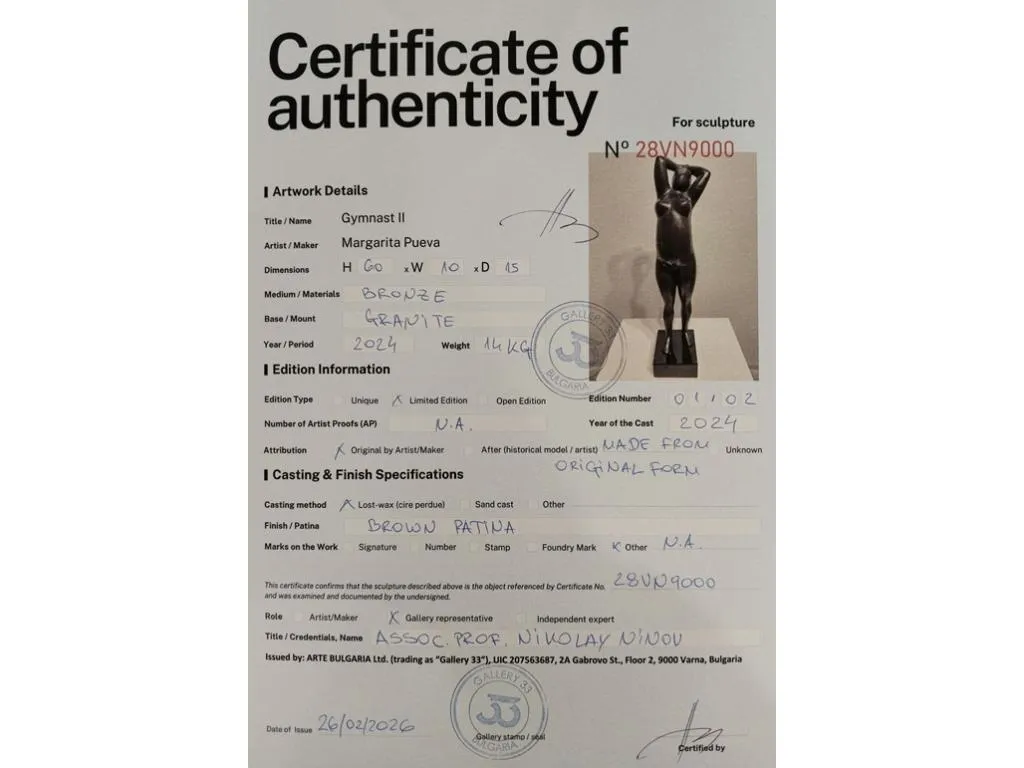 Certificate of
authenticity
For sculpture
Nº 28VN9000
Artwork Details
Title / Name Gymnast II
Artist / Maker Margarita Pueva
Dimensions H 60 x W 10 x D 15
Medium / Materials BRONZE
Base / Mount GRANITE
Year / Period 2024 Weight 14 KG
GALLERY 33
BULGARIA
Edition Information
Edition Type Unique X Limited Edition Open Edition Edition Number 01/02
Number of Artist Proofs (AP) N.A. Year of the Cast 2024
Attribution X Original by Artist/Maker After (historical model / artist) MADE FROM Unknown
ORIGINAL FORM
Casting & Finish Specifications
Casting method X Lost-wax (cire perdue) Sand cast Other
Finish / Patina BROWN PATINA
Marks on the Work Signature Number Stamp Foundry Mark X Other N.A.
This certificate confirms that the sculpture described above is the object referenced by Certificate No. 28VN9000
and was examined and documented by the undersigned.
Role Artist/Maker X Gallery representative Independent expert
Title / Credentials, Name ASSOC. PROF. NIKOLAY NINOV
Issued by: ARTE BULGARIA Ltd. (trading as "Gallery 33"), UIC 207563687, 2A Gabrovo St., Floor 2, 9000 Varna, Bulgaria
GALLERY 33
BULGARIA
Date of Issue 26/02/2026
Gallery stamp / seal
Certified by